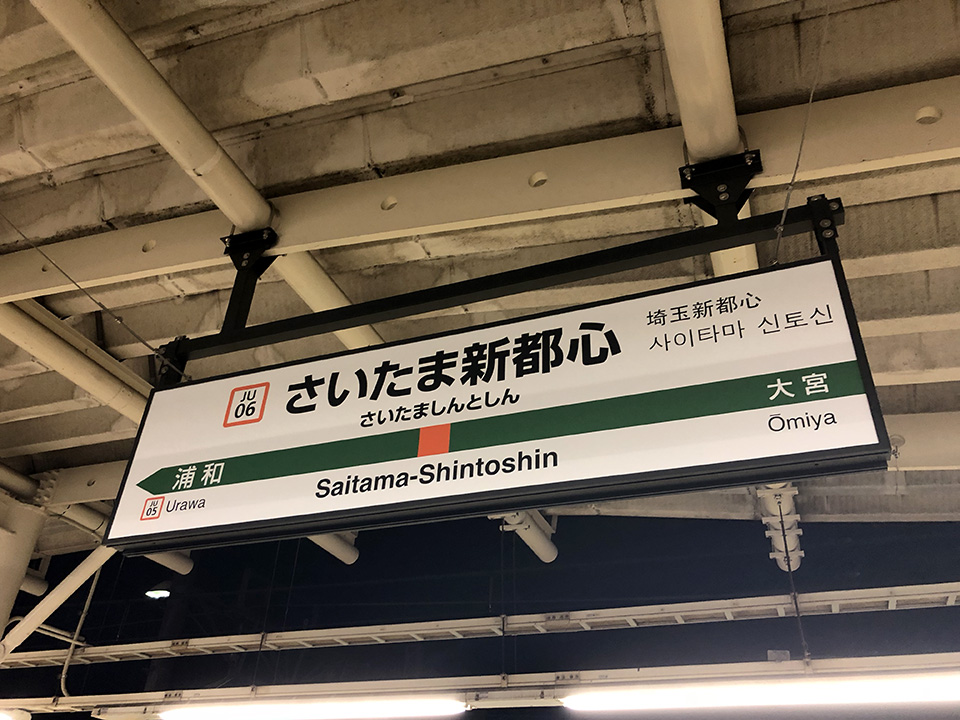 JU
06
さいたま新都心
さいたましんとしん
埼玉新都心
사이타마 신토신
浦和
大宮
JU
05
Urawa
Saitama-Shintoshin
Ōmiya